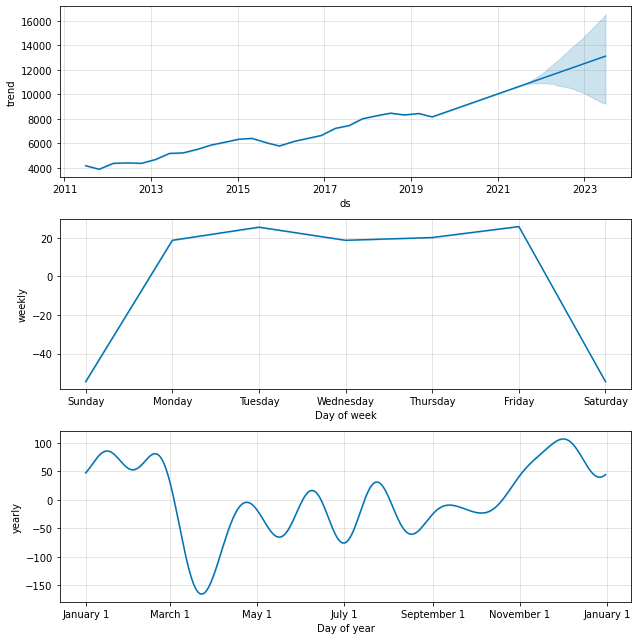 16000
14000
12000
10000
8000
6000
4000
trend
2011 2013 2015 2017 2019 2021 2023
ds
20
0
−20
−40
weekly
Sunday Monday Tuesday Wednesday Thursday Friday Saturday
Day of week
100
50
0
−50
−100
−150
yearly
January 1 March 1 May 1 July 1 September 1 November 1 January 1
Day of year